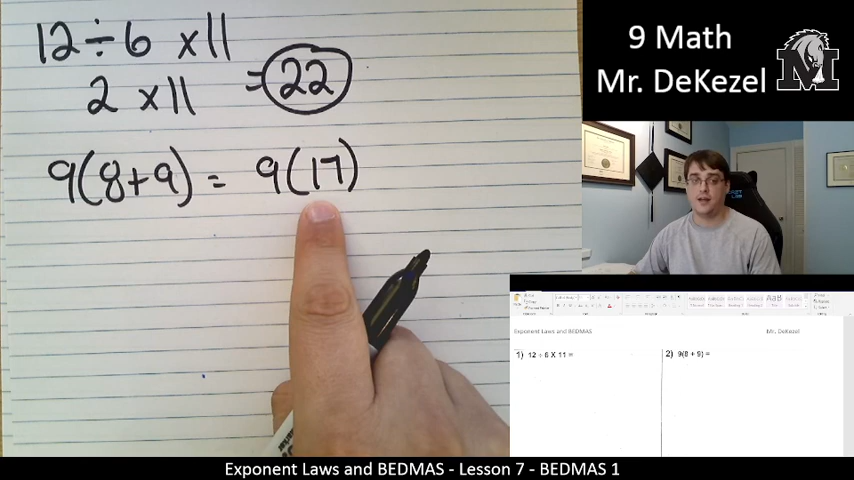 12 ÷ 6 x 11
2 x 11 = 22
9(8+9) = 9(17)
9 Math
Mr. DeKezel
M
Exponent Laws and BEDMAS
Mr. DeKezel
1) 12 ÷ 6 X 11 =
2) 9(8 + 9) =
Exponent Laws and BEDMAS - Lesson 7 - BEDMAS 1